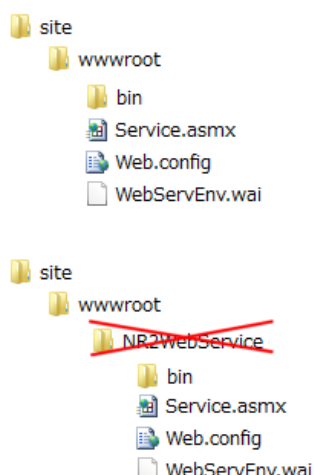 site
wwwroot
bin
Service.asmx
Web.config
WebServEnv.wai
site
wwwroot
NR2WebService
bin
Service.asmx
Web.config
WebServEnv.wai